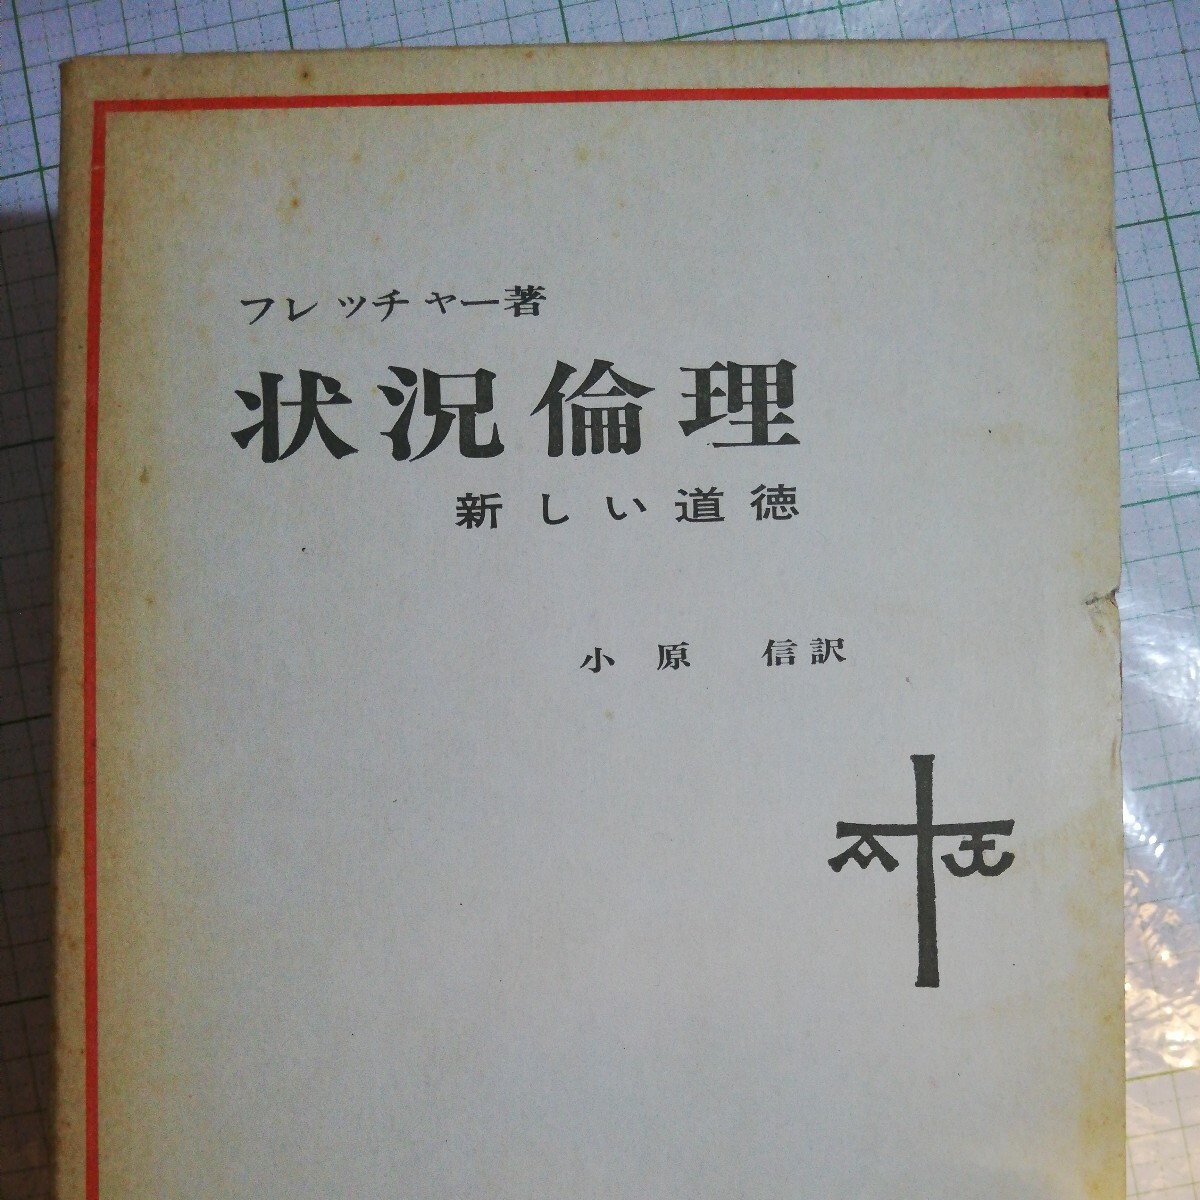 フレッチャー著
状況倫理
新しい道徳
小原 信訳